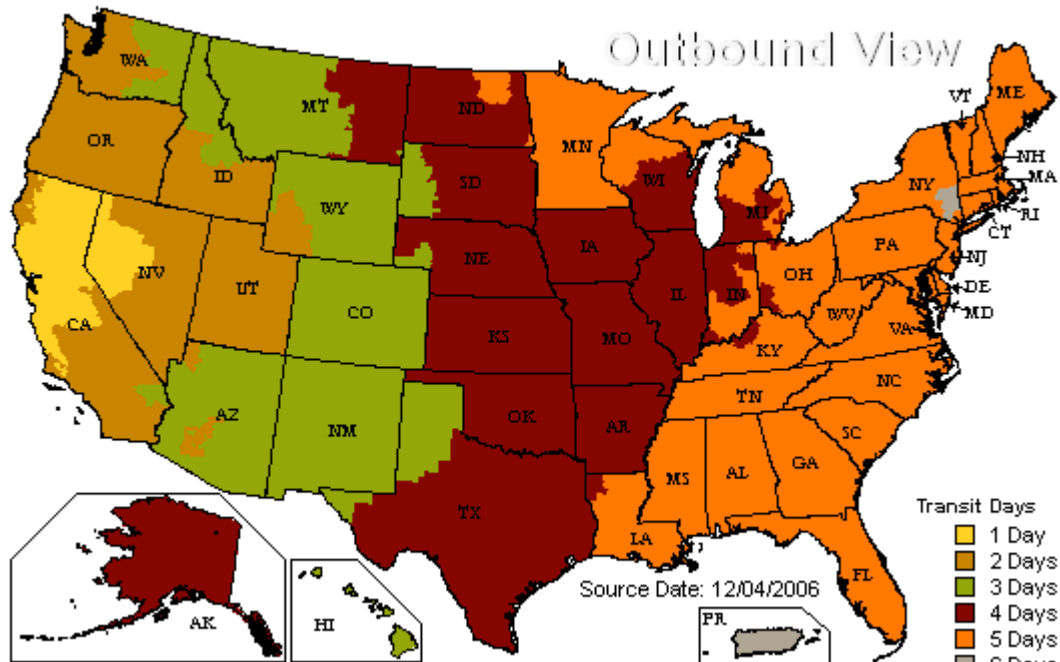 Outbound View
WA
MT
ND
MN
VT
ME
OR
ID
WY
SD
WI
MI
NY
NH
MA
RI
CT
NV
UT
CO
NE
IA
IL
IN
OH
PA
NJ
DE
MD
CA
KS
MO
KY
WV
VA
AZ
NM
OK
AR
TN
NC
SC
TX
LA
MS
AL
GA
FL
AK
HI
PR
Source Date: 12/04/2006
Transit Days
1 Day
2 Days
3 Days
4 Days
5 Days
6 Days